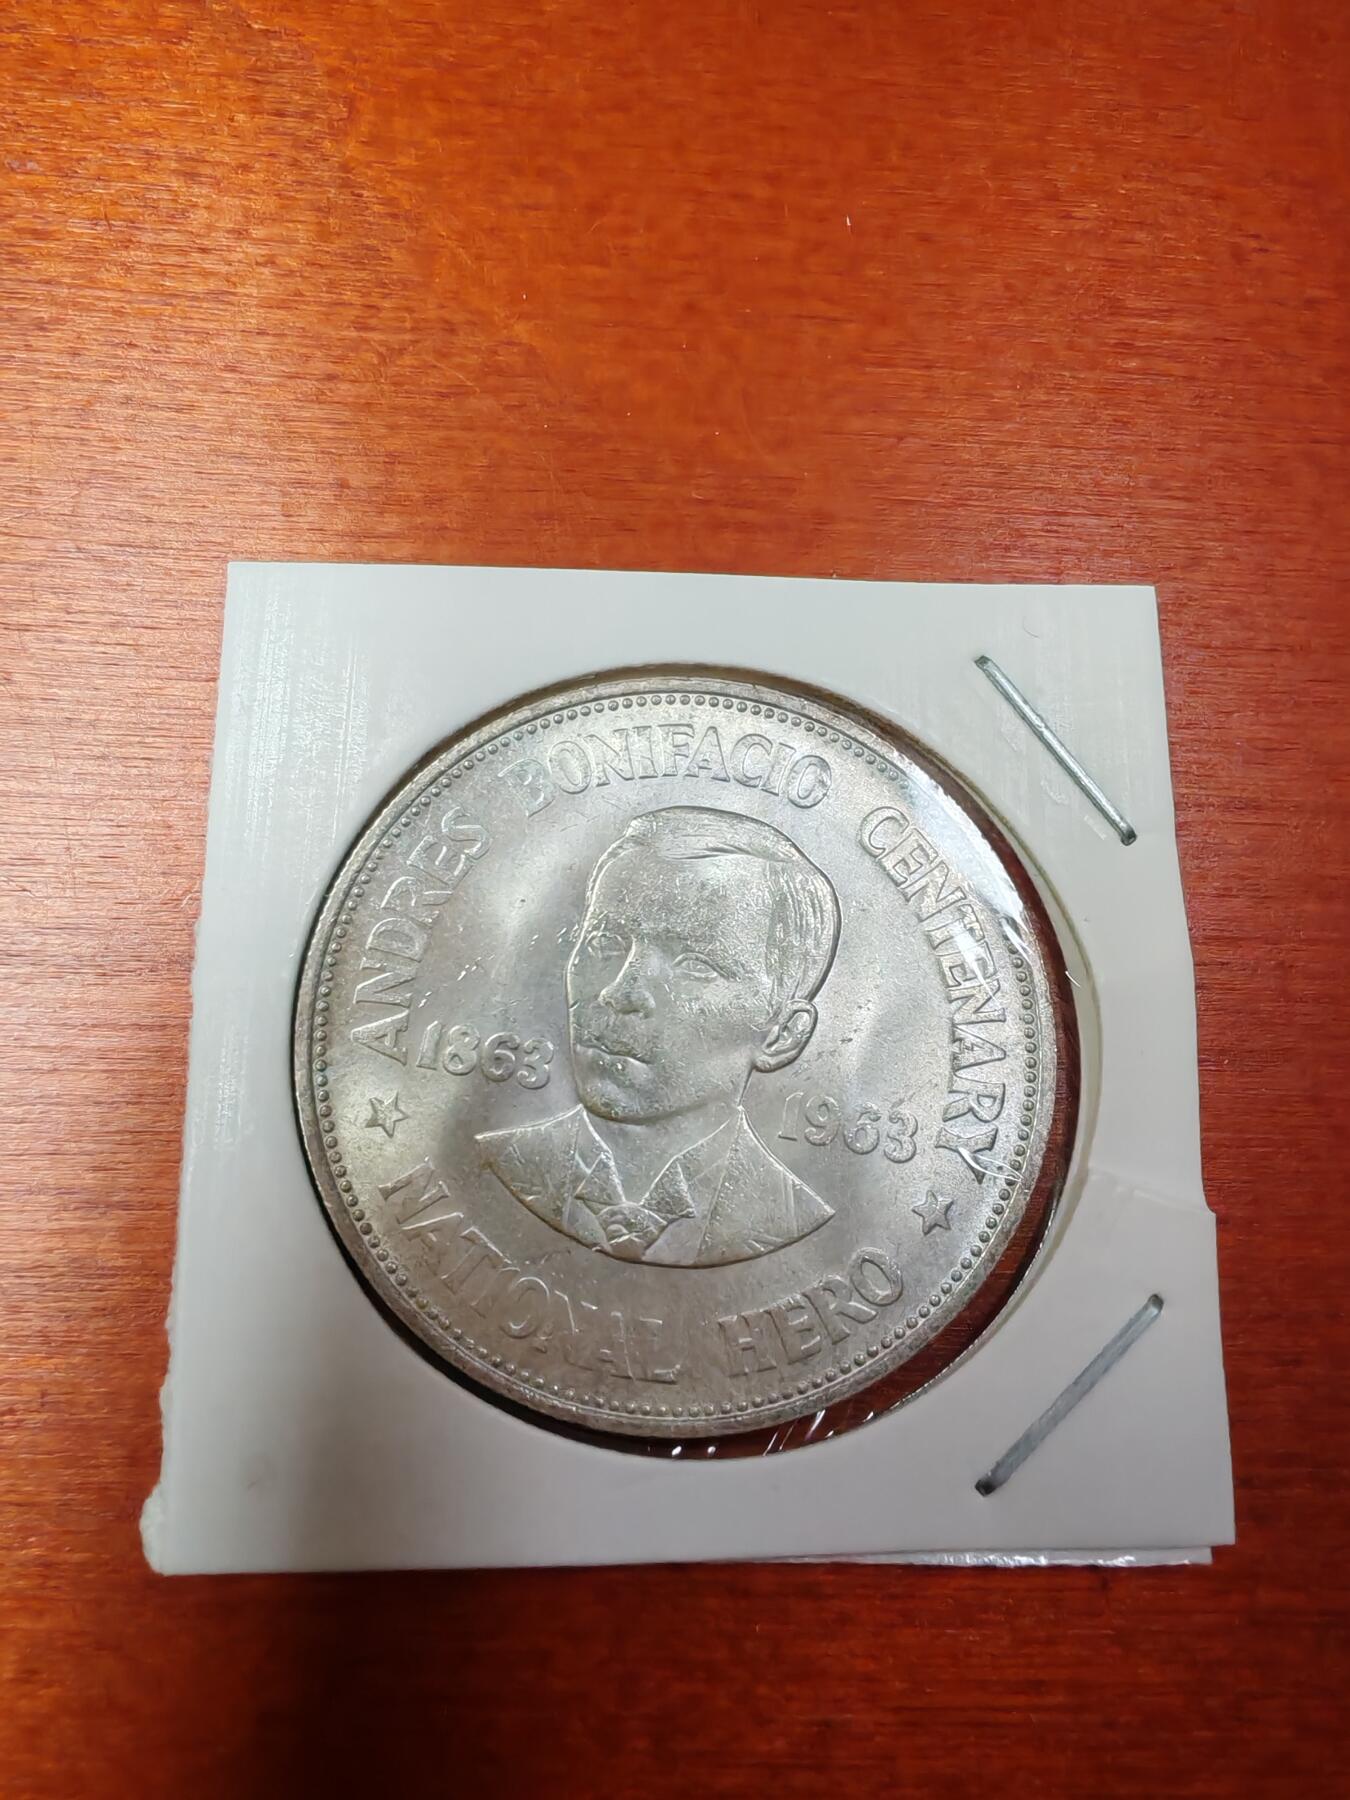 ANDRES BONIFACIO CENTENARY
1863
1963
NATIONAL HERO